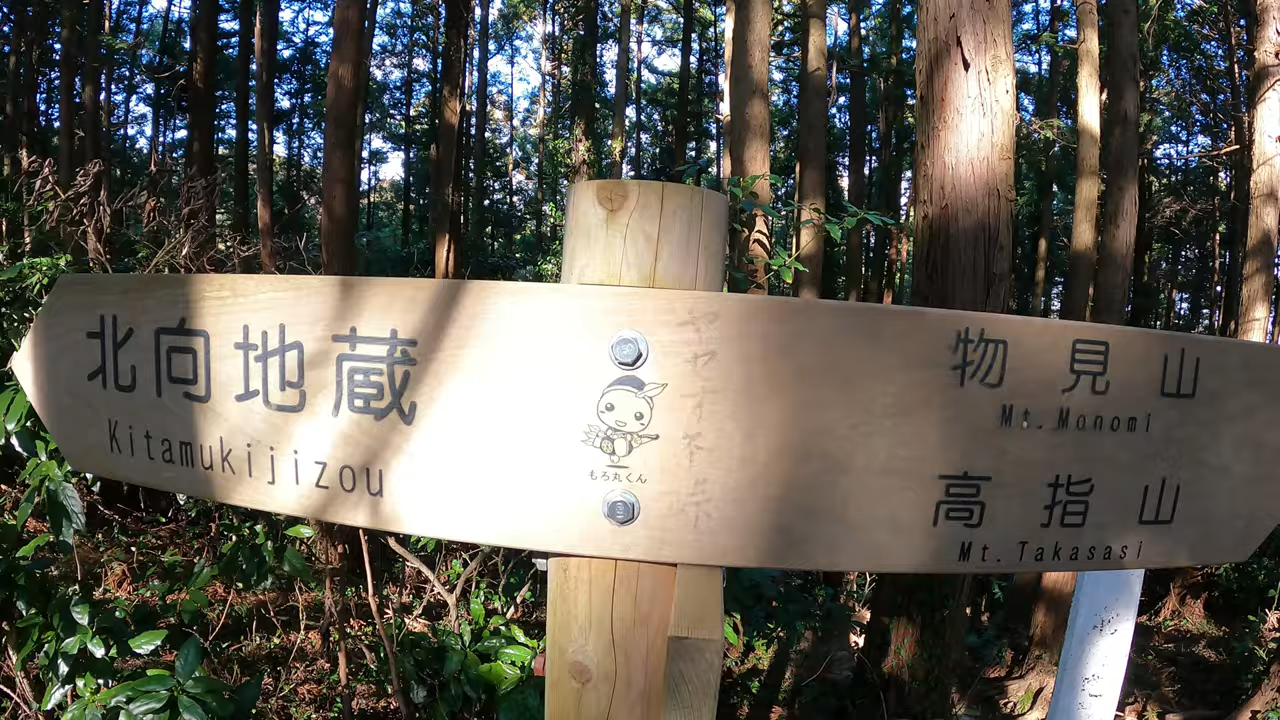 北向地蔵
Kitamukijizou
もろ丸くん
物見山
Mt. Monomi
高指山
Mt. Takasasi